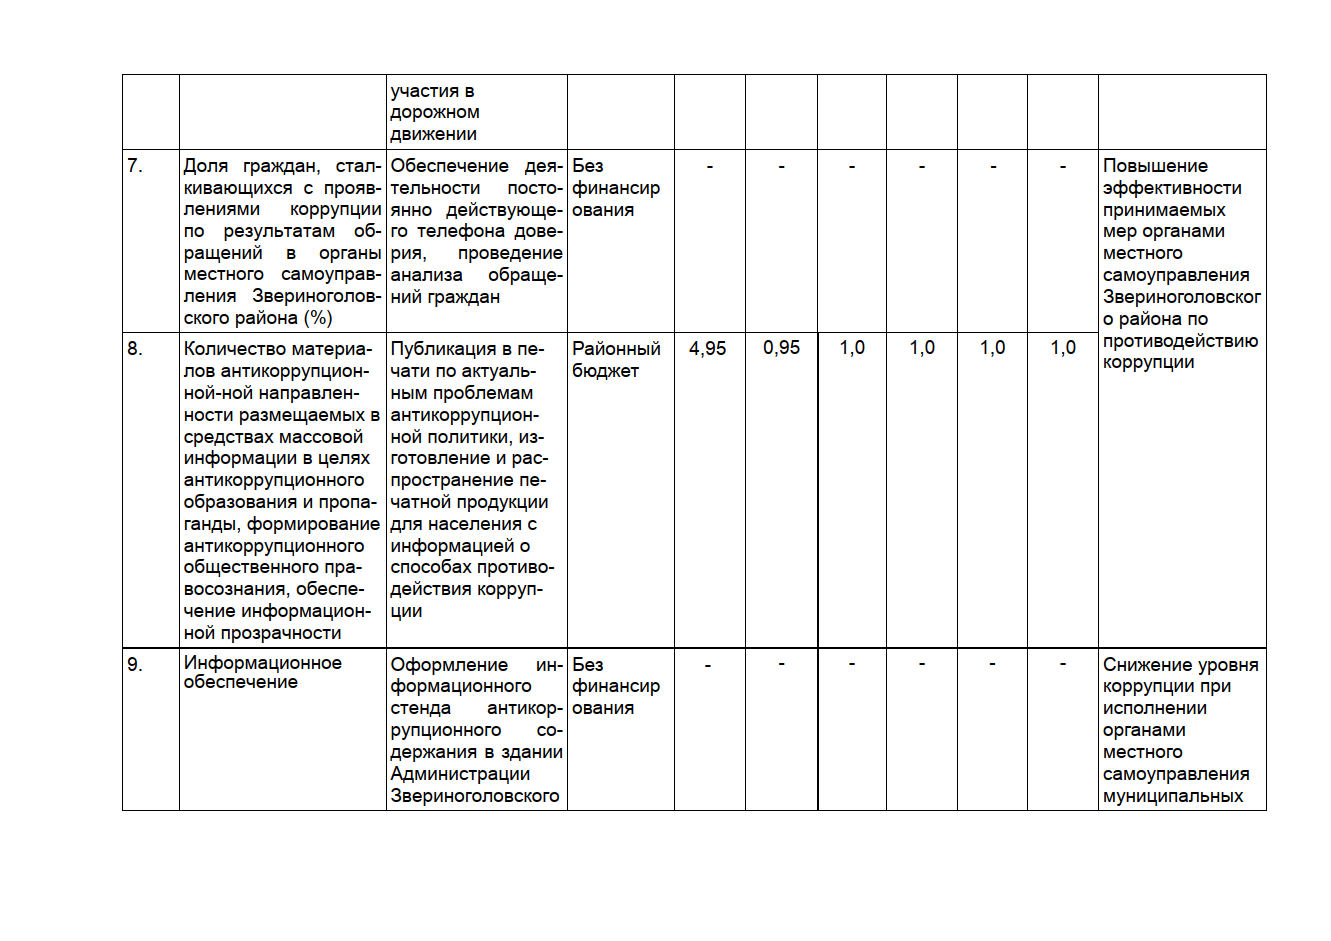 участия в
дорожном
движении
7.
Доля граждан, стал-
кивающихся с прояв-
лениями коррупции
по результатам об-
ращений в органы
местного самоуправ-
ления Звериноголов-
ского района (%)
Обеспечение дея-
тельности посто-
янно действующе-
го телефона дове-
рия, проведение
анализа обраще-
ний граждан
Без
финансир
ования
-
-
-
-
-
-
Повышение
эффективности
принимаемых
мер органами
местного
самоуправления
Звериноголовског
о района по
противодействию
коррупции
8.
Количество материа-
лов антикоррупцион-
ной-ной направлен-
ности размещаемых в
средствах массовой
информации в целях
антикоррупционного
образования и пропа-
ганды, формирование
антикоррупционного
общественного пра-
восознания, обеспе-
чение информацион-
ной прозрачности
Публикация в пе-
чати по актуаль-
ным проблемам
антикоррупцион-
ной политики, из-
готовление и рас-
пространение пе-
чатной продукции
для населения с
информацией о
способах противо-
действия корруп-
ции
Районный
бюджет
4,95
0,95
1,0
1,0
1,0
1,0
9.
Информационное
обеспечение
Оформление ин-
формационного
стенда антикор-
рупционного со-
держания в здании
Администрации
Звериноголовского
Без
финансир
ования
-
-
-
-
-
-
Снижение уровня
коррупции при
исполнении
органами
местного
самоуправления
муниципальных